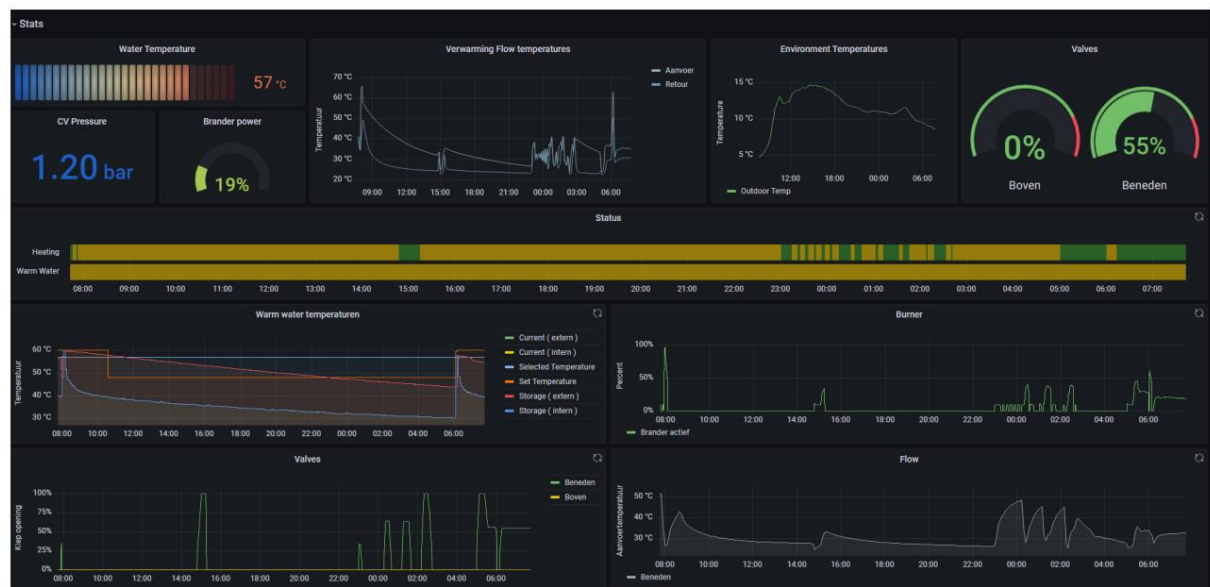 Stats
Water Temperature
57 °C
CV Pressure
1.20 bar
Brander power
19%
Verwarming Flow temperatures
Temperatuur
70 °C
60 °C
50 °C
40 °C
30 °C
20 °C
09:00 12:00 15:00 18:00 21:00 00:00 03:00 06:00
Aanvoer
Retour
Environment Temperatures
Temperature
15 °C
10 °C
5 °C
12:00 18:00 00:00 06:00
Outdoor Temp
Valves
0%
Boven
55%
Beneden
Status
Heating
Warm Water
08:00 09:00 10:00 11:00 12:00 13:00 14:00 15:00 16:00 17:00 18:00 19:00 20:00 21:00 22:00 23:00 00:00 01:00 02:00 03:00 04:00 05:00 06:00 07:00
Warm water temperaturen
Temperatuur
60 °C
50 °C
40 °C
30 °C
08:00 10:00 12:00 14:00 16:00 18:00 20:00 22:00 00:00 02:00 04:00 06:00
Current ( extern )
Current ( intern )
Selected Temperature
Set Temperature
Storage ( extern )
Storage ( intern )
Burner
Percent
100%
50%
0%
08:00 10:00 12:00 14:00 16:00 18:00 20:00 22:00 00:00 02:00 04:00 06:00
Brander actief
Valves
Klep opening
100%
75%
50%
25%
0%
08:00 10:00 12:00 14:00 16:00 18:00 20:00 22:00 00:00 02:00 04:00 06:00
Beneden
Boven
Flow
Aanvoertemperatuur
50 °C
40 °C
30 °C
08:00 10:00 12:00 14:00 16:00 18:00 20:00 22:00 00:00 02:00 04:00 06:00
Beneden